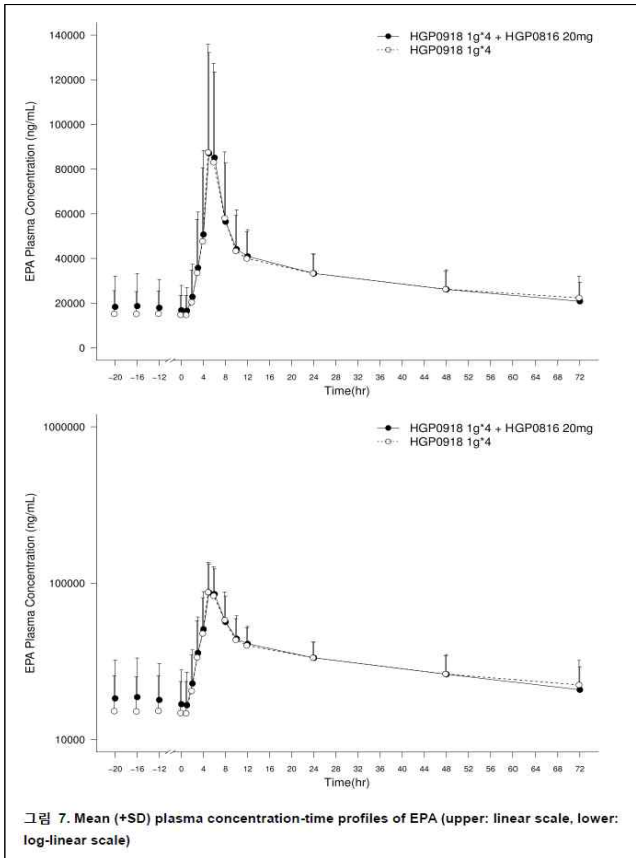 HGP0918 1g*4 + HGP0816 20mg
HGP0918 1g*4
EPA Plasma Concentration (ng/mL)
140000
120000
100000
80000
60000
40000
20000
0
-20 -16 -12 0 4 8 12 16 20 24 28 32 36 40 44 48 52 56 60 64 68 72
Time(hr)
HGP0918 1g*4 + HGP0816 20mg
HGP0918 1g*4
EPA Plasma Concentration (ng/mL)
1000000
100000
10000
-20 -16 -12 0 4 8 12 16 20 24 28 32 36 40 44 48 52 56 60 64 68 72
Time(hr)
그림 7. Mean (+SD) plasma concentration-time profiles of EPA (upper: linear scale, lower:
log-linear scale)